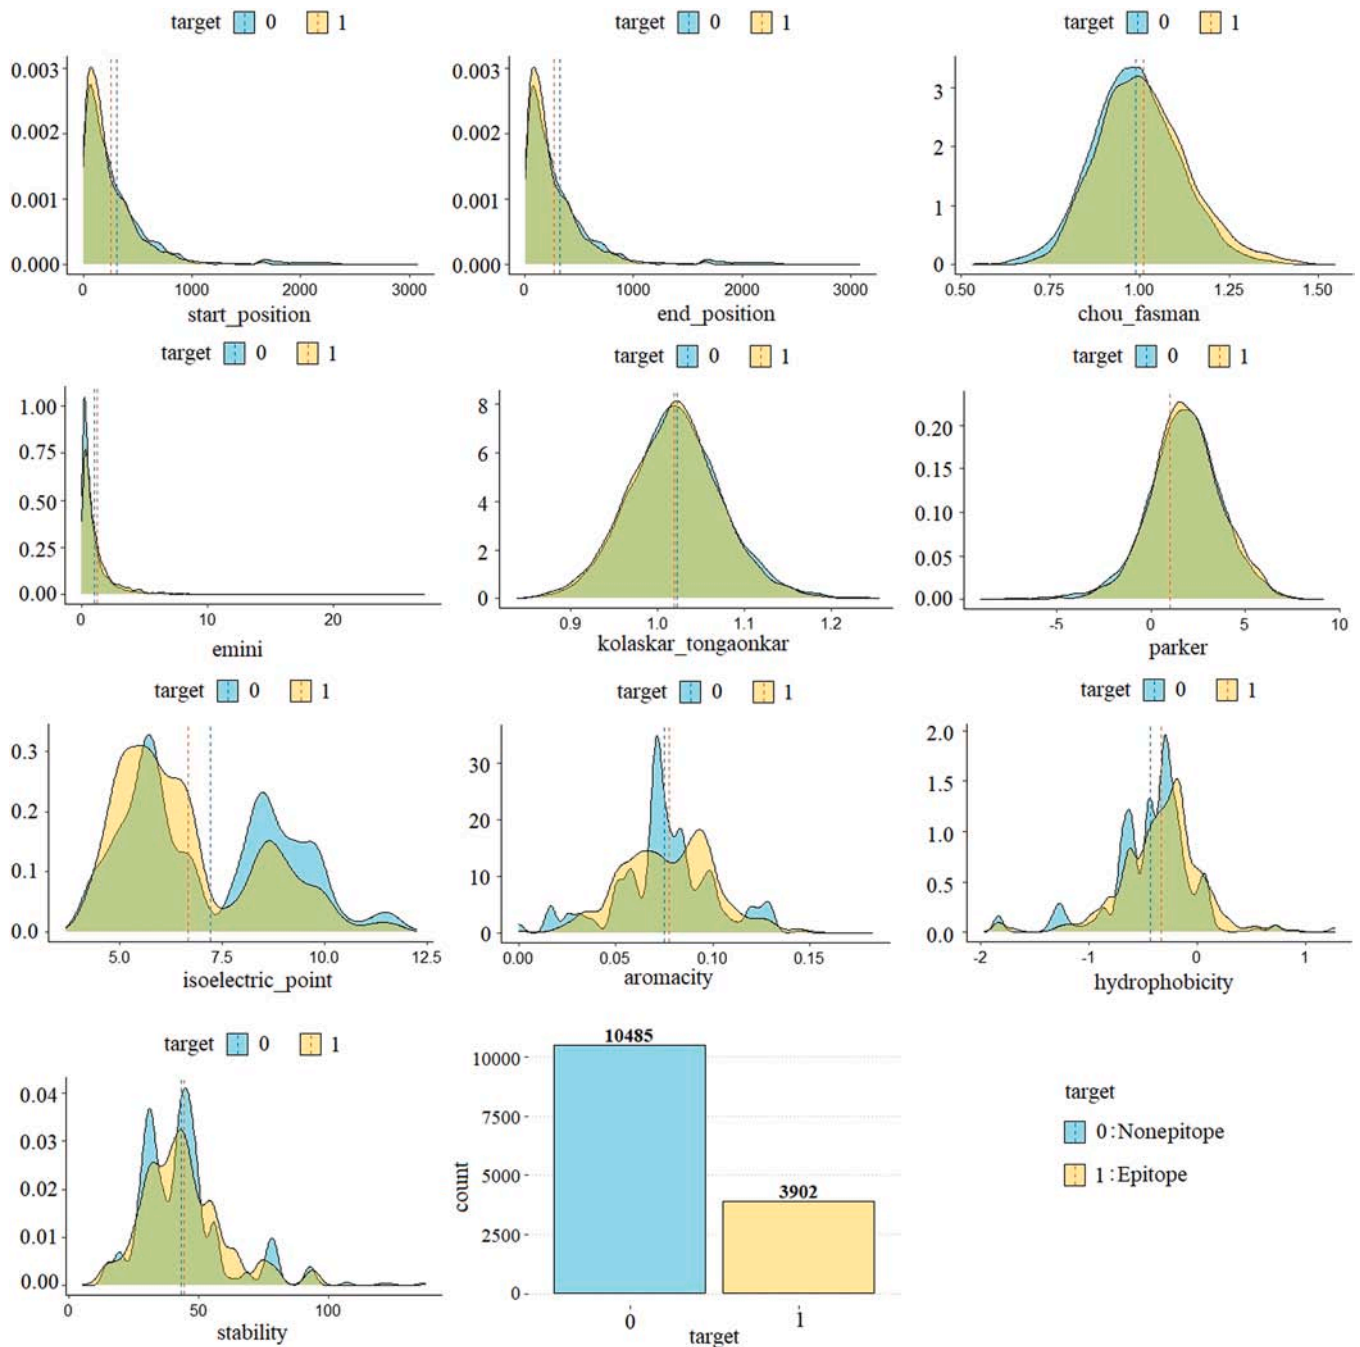 target 0 1
target 0 1
target 0 1
0.003
0.002
0.001
0.000
0 1000 2000 3000
start_position
0.003
0.002
0.001
0.000
0 1000 2000 3000
end_position
3
2
1
0
0.50 0.75 1.00 1.25 1.50
chou_fasman
target 0 1
target 0 1
target 0 1
1.00
0.75
0.50
0.25
0.00
0 10 20
emini
8
6
4
2
0
0.9 1.0 1.1 1.2
kolaskar_tongaonkar
0.20
0.15
0.10
0.05
0.00
-5 0 5 10
parker
target 0 1
target 0 1
target 0 1
0.3
0.2
0.1
0.0
5.0 7.5 10.0 12.5
isoelectric_point
30
20
10
0
0.00 0.05 0.10 0.15
aromacity
2.0
1.5
1.0
0.5
0.0
-2 -1 0 1
hydrophobicity
target 0 1
0.04
0.03
0.02
0.01
0.00
0 50 100
stability
10485
3902
10000
7500
5000
2500
0
count
0 1
target
target
0:Nonepitope
1:Epitope